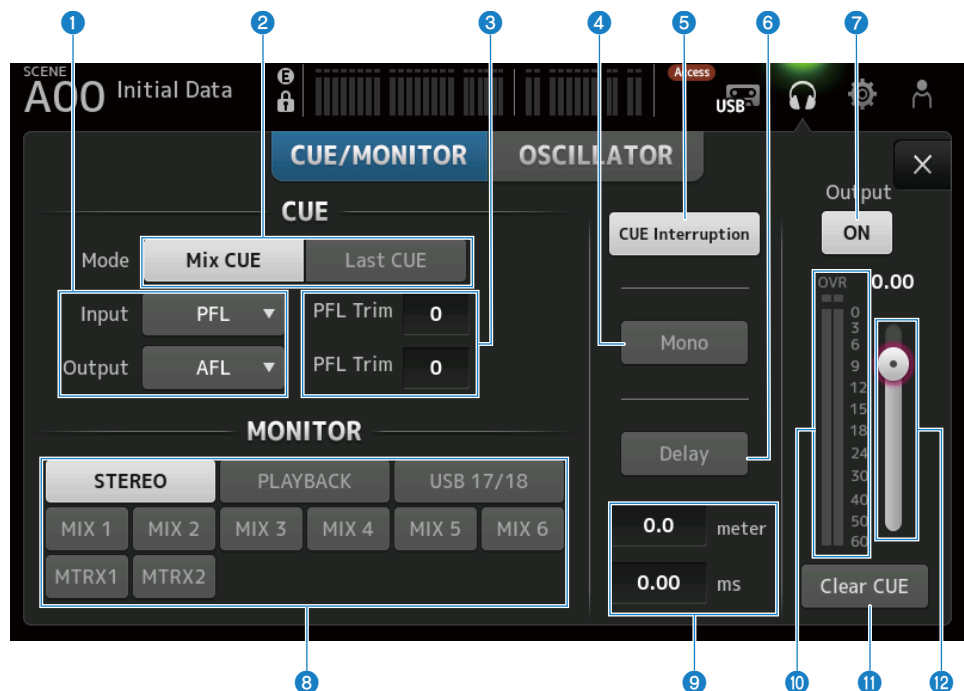 1 2 3 4 5 6 7
SCENE
A00 Initial Data E Access USB
CUE/MONITOR OSCILLATOR ×
CUE
Output
CUE Interruption ON
Mode Mix CUE Last CUE
OVR 0.00
Input PFL ▼ PFL Trim 0
Mono
Output AFL ▼ PFL Trim 0
0
3
6
9
12
15
18
24
30
40
50
60
MONITOR
Delay
STEREO PLAYBACK USB 17/18
MIX 1 MIX 2 MIX 3 MIX 4 MIX 5 MIX 6
0.0 meter
MTRX1 MTRX2
0.00 ms
Clear CUE
8 9 10 11 12